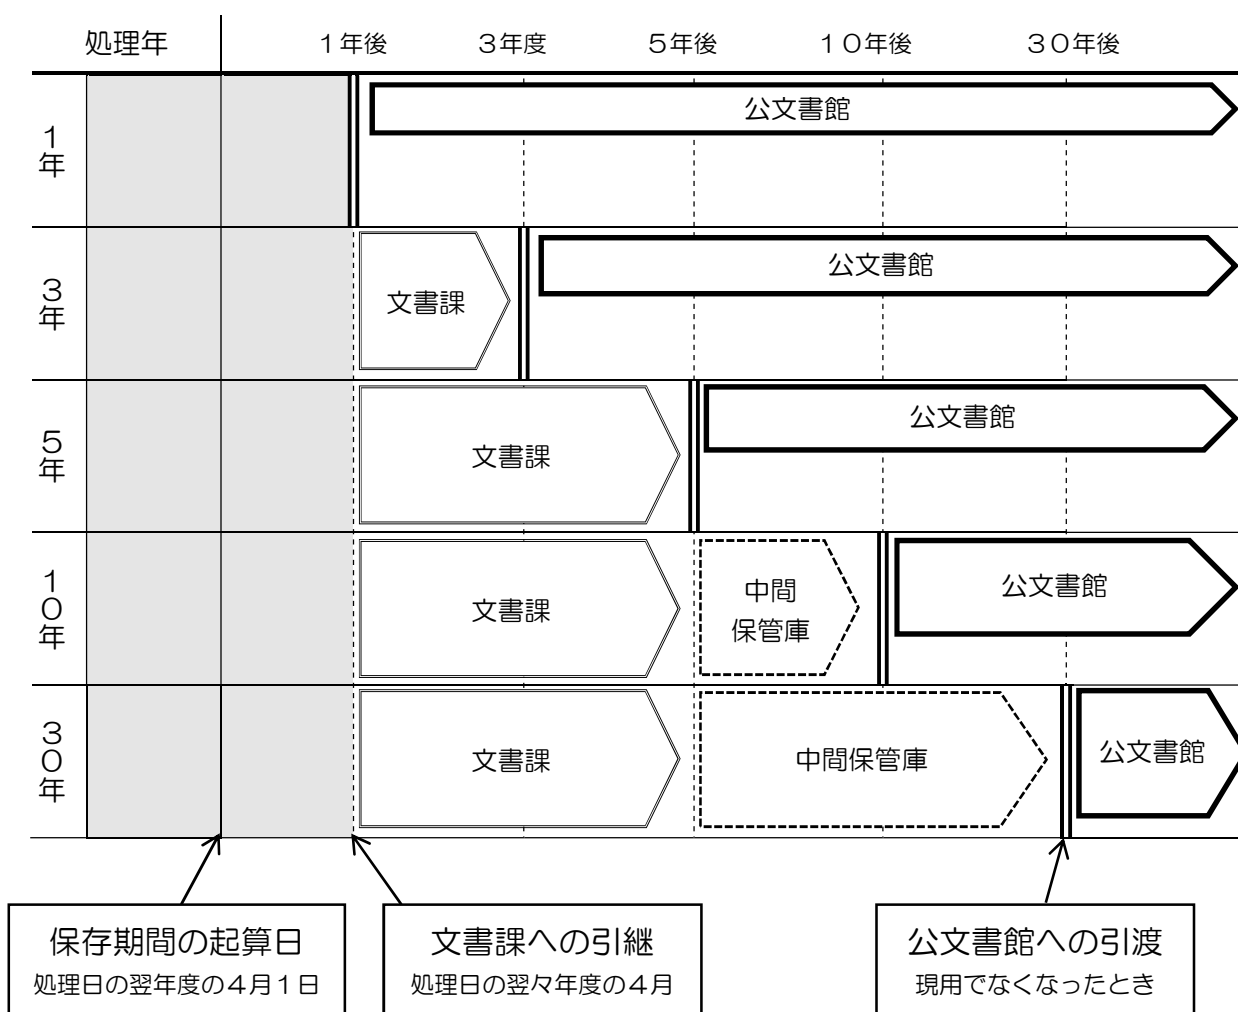 処理年
１年後
３年度
５年後
１０年後
３０年後
１年
公文書館
３年
文書課
公文書館
５年
文書課
公文書館
１０年
文書課
中間
保管庫
公文書館
３０年
文書課
中間保管庫
公文書館
保存期間の起算日
処理日の翌年度の４月１日
文書課への引継
処理日の翌々年度の４月
公文書館への引渡
現用でなくなったとき